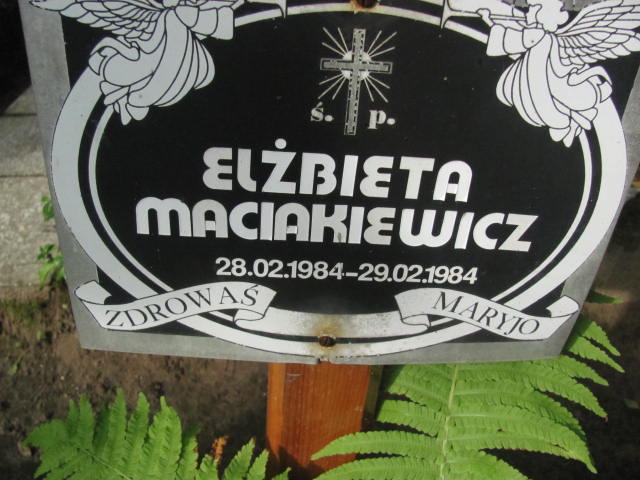 ś. p.
ELŻBIETA
MACIAKIEWICZ
28.02.1984-29.02.1984
ZDROWAŚ MARYJO